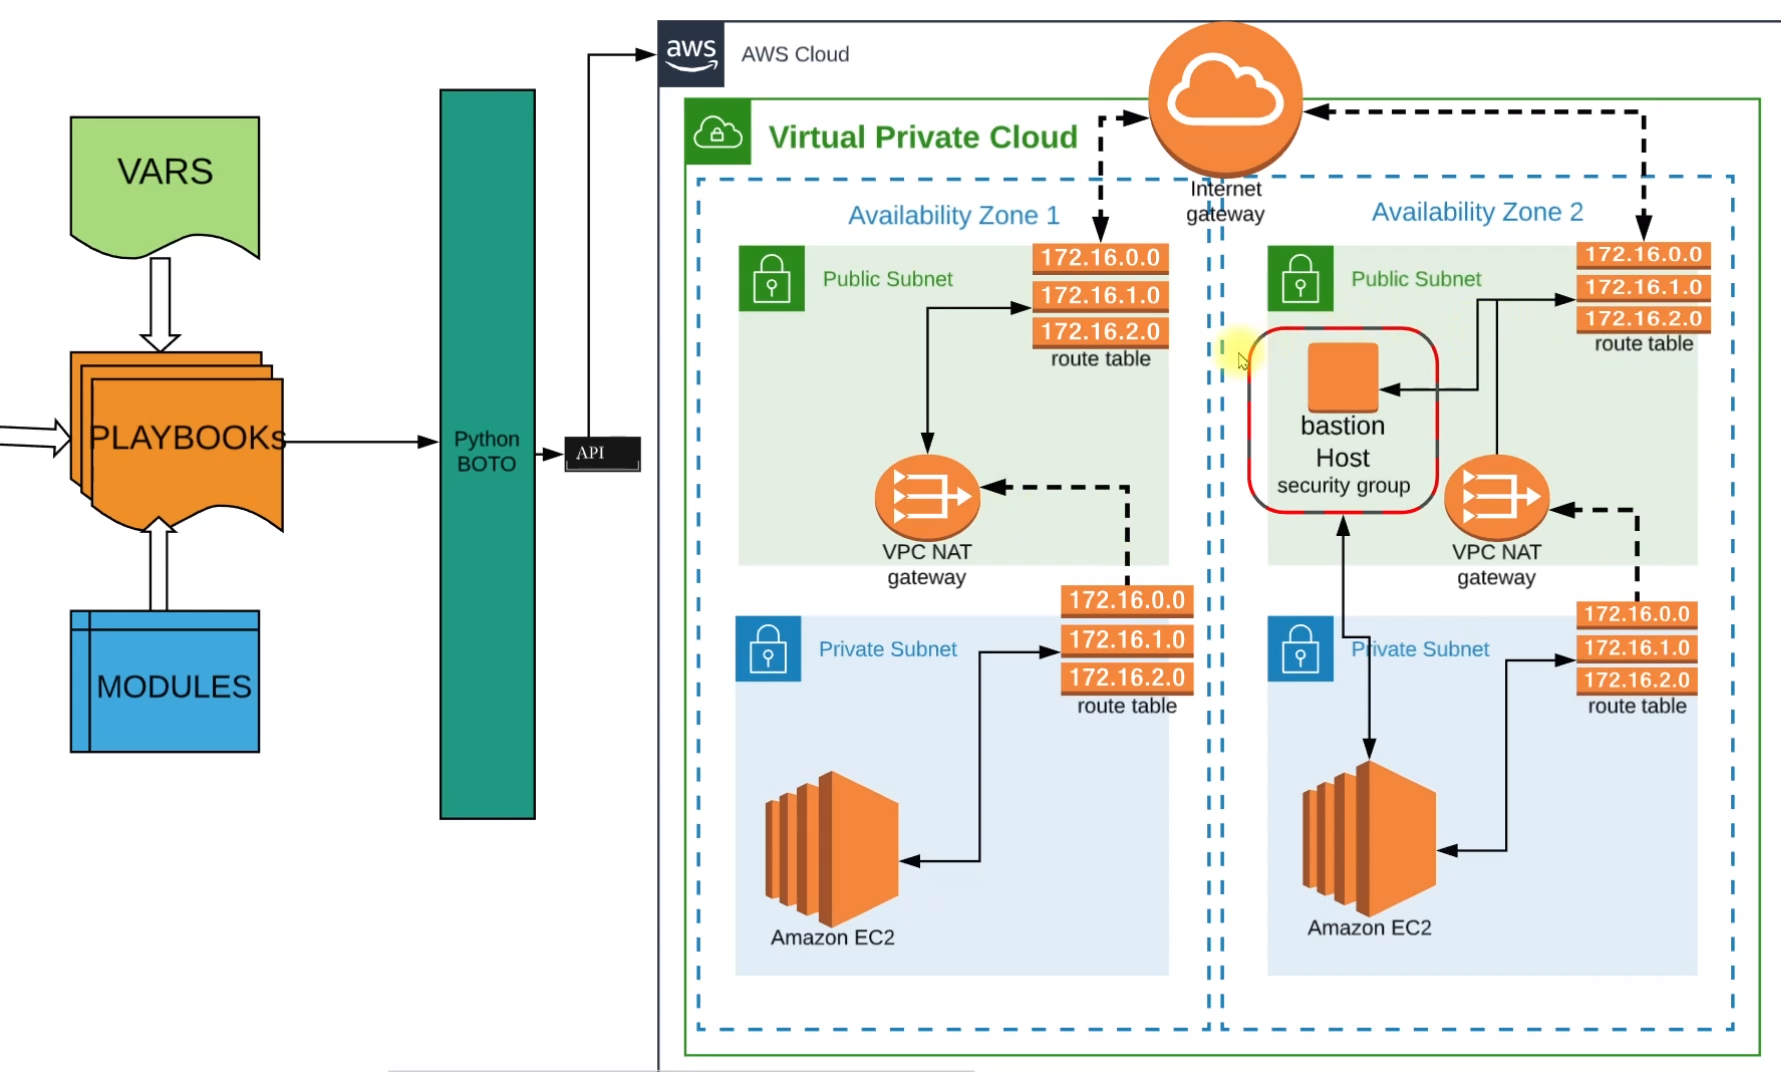 VARS
PLAYBOOKs
MODULES
Python
BOTO
API
aws
AWS Cloud
Virtual Private Cloud
Internet
gateway
Availability Zone 1
Public Subnet
172.16.0.0
172.16.1.0
172.16.2.0
route table
VPC NAT
gateway
Private Subnet
172.16.0.0
172.16.1.0
172.16.2.0
route table
Amazon EC2
Availability Zone 2
Public Subnet
172.16.0.0
172.16.1.0
172.16.2.0
route table
bastion
Host
security group
VPC NAT
gateway
Private Subnet
172.16.0.0
172.16.1.0
172.16.2.0
route table
Amazon EC2